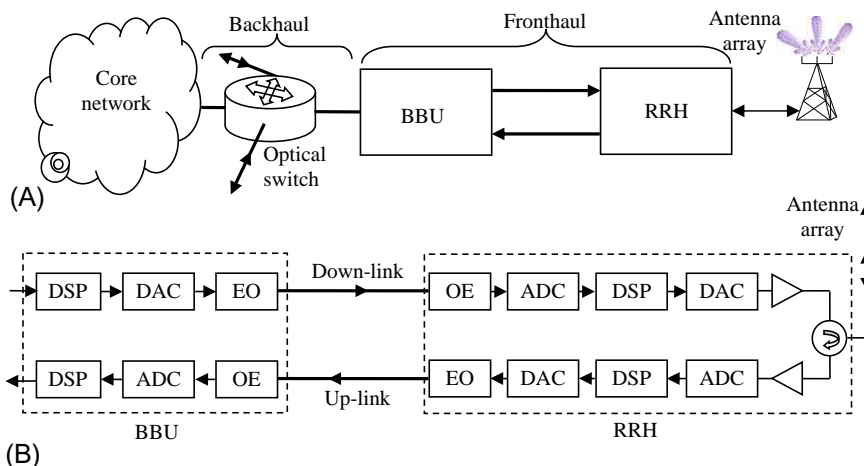 Backhaul
Fronthaul
Antenna
array
Core
network
BBU
RRH
Optical
switch
(A)
Antenna
array
Down-link
DSP
DAC
EO
OE
ADC
DSP
DAC
DSP
ADC
OE
EO
DAC
DSP
ADC
Up-link
BBU
RRH
(B)